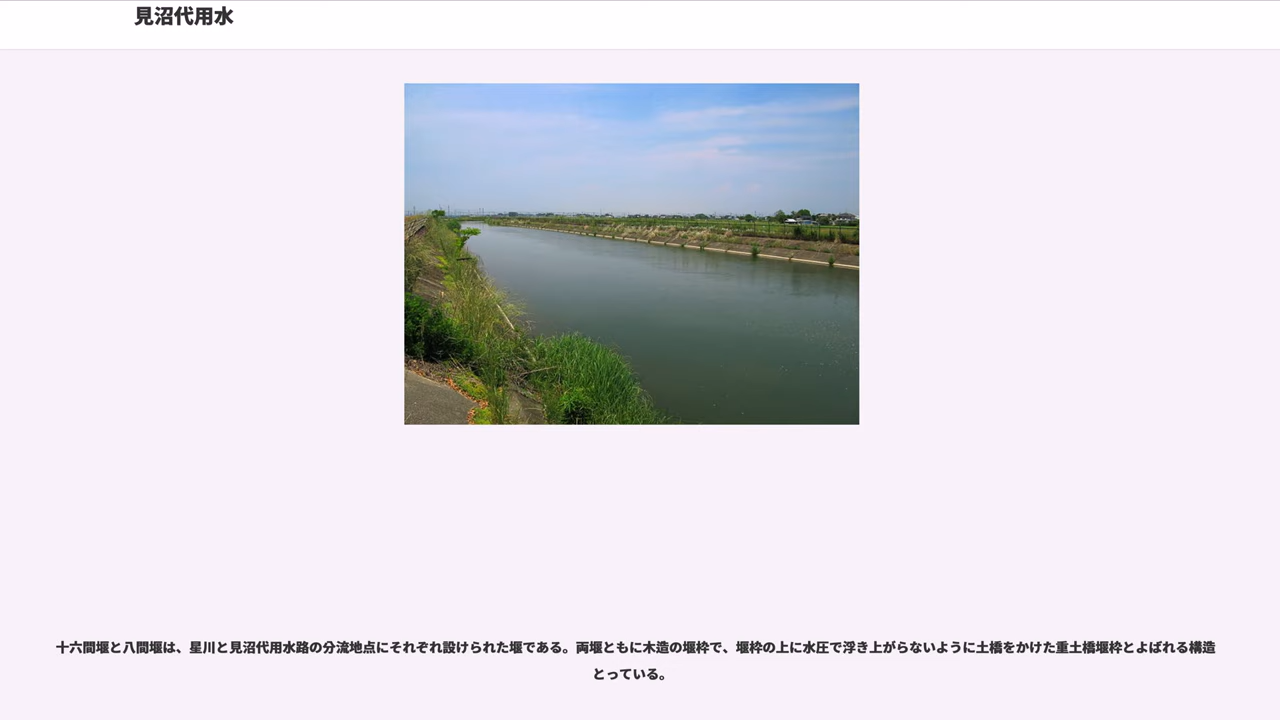 見沼代用水
十六間堰と八間堰は、星川と見沼代用水路の分流地点にそれぞれ設けられた堰である。両堰ともに木造の堰枠で、堰枠の上に水圧で浮き上がらないように土橋をかけた重土橋堰枠とよばれる構造
とっている。